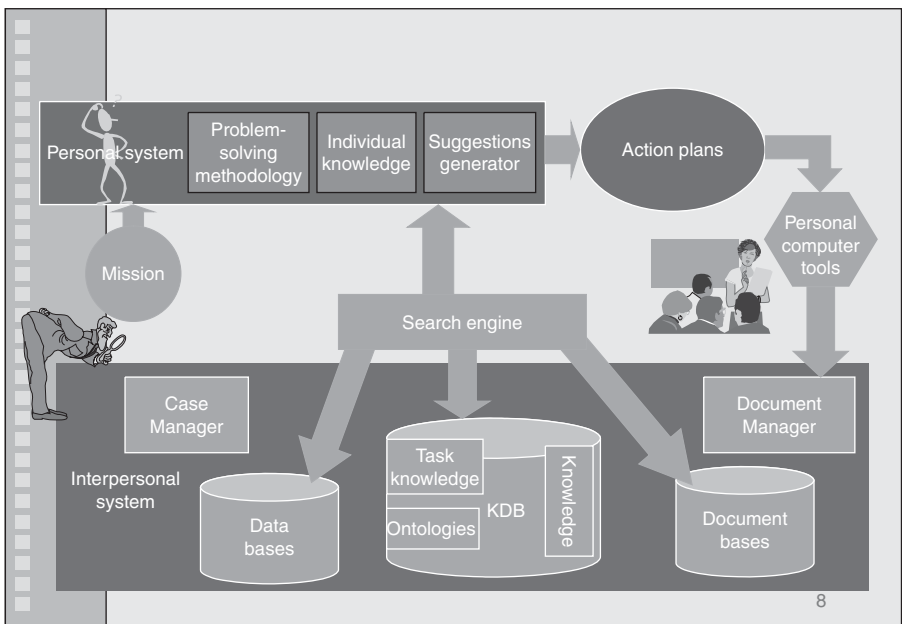 ?
Personal system
Problem-
solving
methodology
Individual
knowledge
Suggestions
generator
Action plans
Personal
computer
tools
Mission
Search engine
Case
Manager
Document
Manager
Interpersonal
system
Task
knowledge
Ontologies
KDB
Knowledge
Data
bases
Document
bases
8